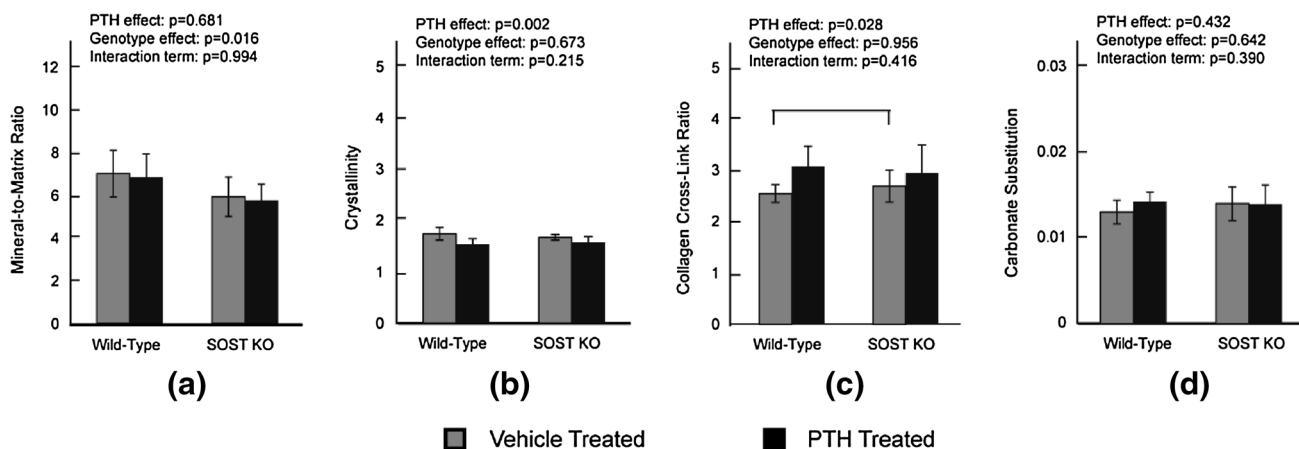 PTH effect: p=0.681
Genotype effect: p=0.016
Interaction term: p=0.994
Mineral-to-Matrix Ratio
12
10
8
6
4
2
0
Wild-Type
SOST KO
(a)
PTH effect: p=0.002
Genotype effect: p=0.673
Interaction term: p=0.215
Crystallinity
5
4
3
2
1
0
Wild-Type
SOST KO
(b)
PTH effect: p=0.028
Genotype effect: p=0.956
Interaction term: p=0.416
Collagen Cross-Link Ratio
5
4
3
2
1
0
Wild-Type
SOST KO
(c)
PTH effect: p=0.432
Genotype effect: p=0.642
Interaction term: p=0.390
Carbonate Substitution
0.03
0.02
0.01
0.00
Wild-Type
SOST KO
(d)
Vehicle Treated
PTH Treated